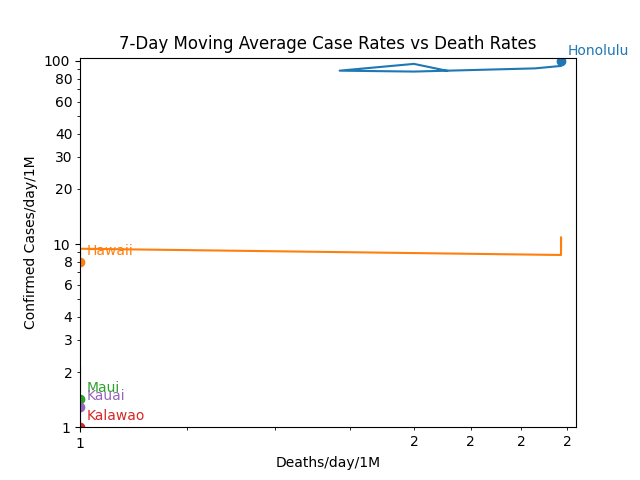 7-Day Moving Average Case Rates vs Death Rates
Honolulu
100
80
60
40
30
20
10
8
6
4
3
2
1
Confirmed Cases/day/1M
Hawaii
Maui
Kauai
Kalawao
1 2 2 2 2
Deaths/day/1M